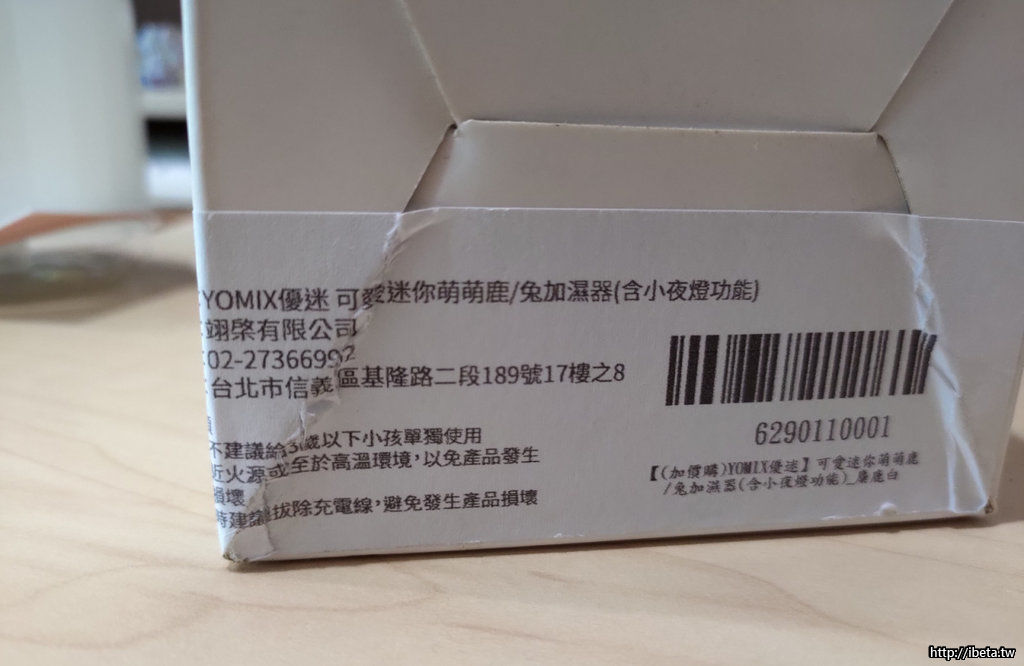 YOMIX優迷 可愛迷你萌萌鹿/兔加濕器(含小夜燈功能)
翊棨有限公司
02-27366992
台北市信義區基隆路二段189號17樓之8
不建議給3歲以下小孩單獨使用
近火源或至於高溫環境,以免產品發生
損壞
時建議拔除充電線,避免發生產品損壞
6290110001
【(加價購)YOMIX優迷】可愛迷你萌萌鹿
/兔加濕器(含小夜燈功能)_麋鹿白
http://ibeta.tw